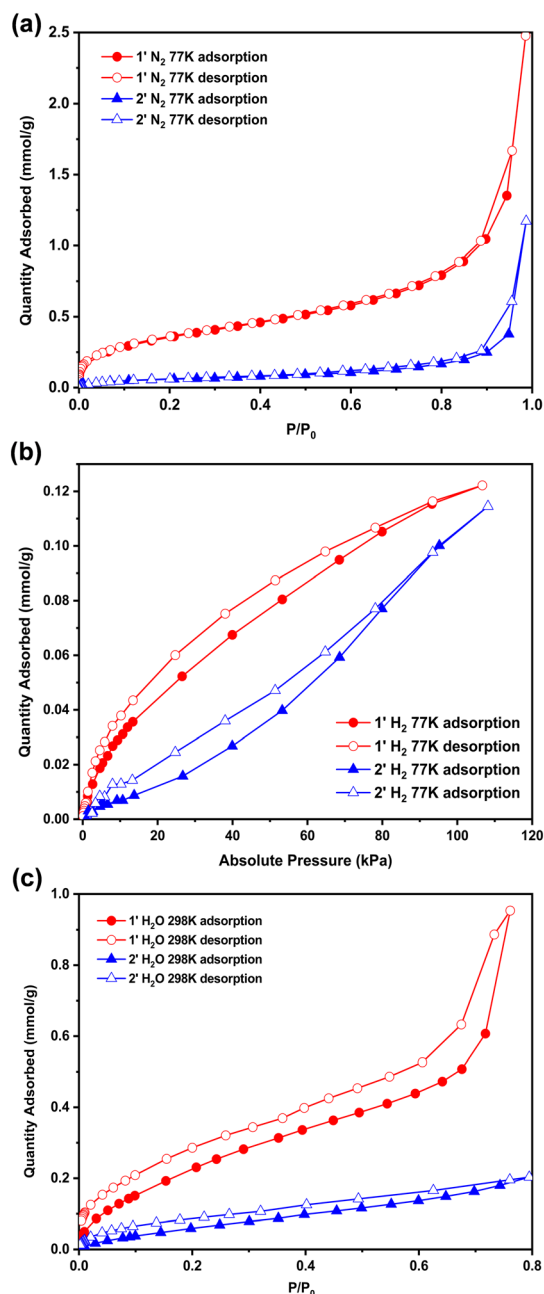 (a)
2.5
2.0
1.5
1.0
0.5
0.0
Quantity Adsorbed (mmol/g)
1' N₂ 77K adsorption
1' N₂ 77K desorption
2' N₂ 77K adsorption
2' N₂ 77K desorption
0.0 0.2 0.4 0.6 0.8 1.0
P/P₀
(b)
0.12
0.10
0.08
0.06
0.04
0.02
0.00
Quantity Adsorbed (mmol/g)
1' H₂ 77K adsorption
1' H₂ 77K desorption
2' H₂ 77K adsorption
2' H₂ 77K adsorption
0 20 40 60 80 100 120
Absolute Pressure (kPa)
(c)
1.0
0.8
0.6
0.4
0.2
0.0
Quantity Adsorbed (mmol/g)
1' H₂O 298K adsorption
1' H₂O 298K desorption
2' H₂O 298K adsorption
2' H₂O 298K desorption
0.0 0.2 0.4 0.6 0.8
P/P₀